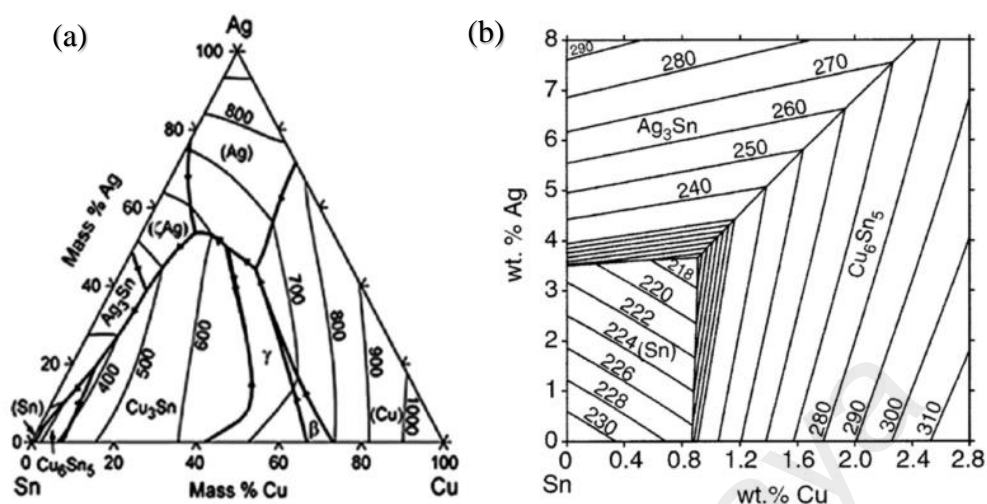 (a)
Ag
100
80
60
40
20
0
Mass % Ag
800
(Ag)
(ζAg)
Ag₃Sn
400
500
600
700
800
900
1000
(Sn)
Cu₃Sn
γ
β
(Cu)
0 Cu₆Sn₅ 20 40 60 80 100
Sn Mass % Cu Cu
(b)
8
7
6
5
4
3
2
1
0
wt. % Ag
290
280
270
Ag₃Sn 260
250
240
218
220
222
224(Sn)
226
228
230
Cu₆Sn₅
280
290
300
310
0 0.4 0.8 1.2 1.6 2.0 2.4 2.8
Sn wt.% Cu